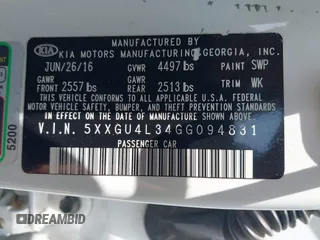 MANUFACTURED BY
KIA KIA MOTORS MANUFACTURING GEORGIA, INC.
JUN/26/16 GVWR 4497 lbs PAINT SWP
GAWR GAWR
FRONT 2557 lbs REAR 2513 lbs TRIM WK
THIS VEHICLE CONFORMS TO ALL APPLICABLE U.S. FEDERAL
MOTOR VEHICLE SAFETY, BUMPER, AND THEFT PREVENTION STANDARDS
IN EFFECT ON THE DATE OF MANUFACTURE SHOWN ABOVE.
V.I.N. 5XXGU4L34GG094831
PASSENGER CAR
5200
DREAMBID